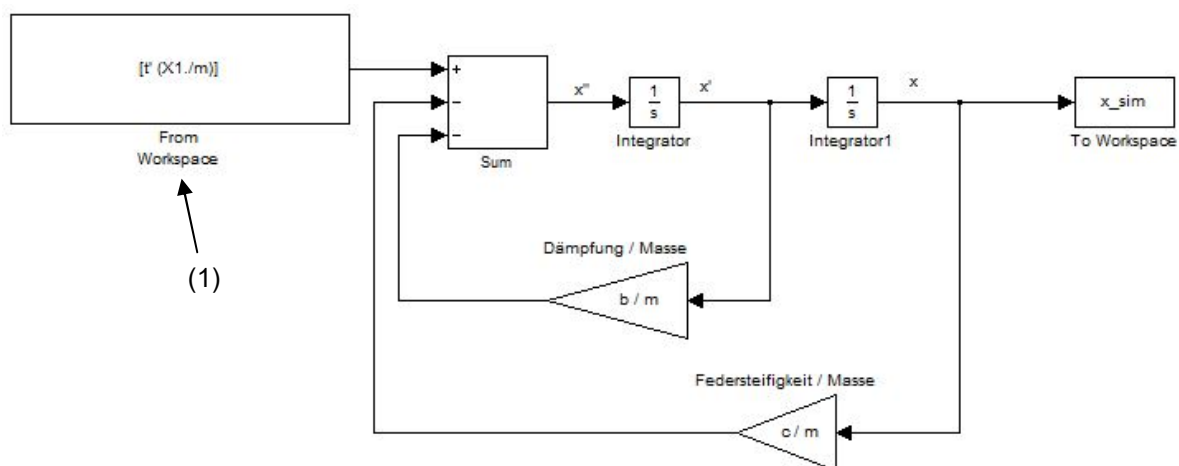 [t' (X1./m)]
From
Workspace
(1)
+
−
−
Sum
x''
1
s
Integrator
x'
1
s
Integrator1
x
x_sim
To Workspace
Dämpfung / Masse
b / m
Federsteifigkeit / Masse
c / m